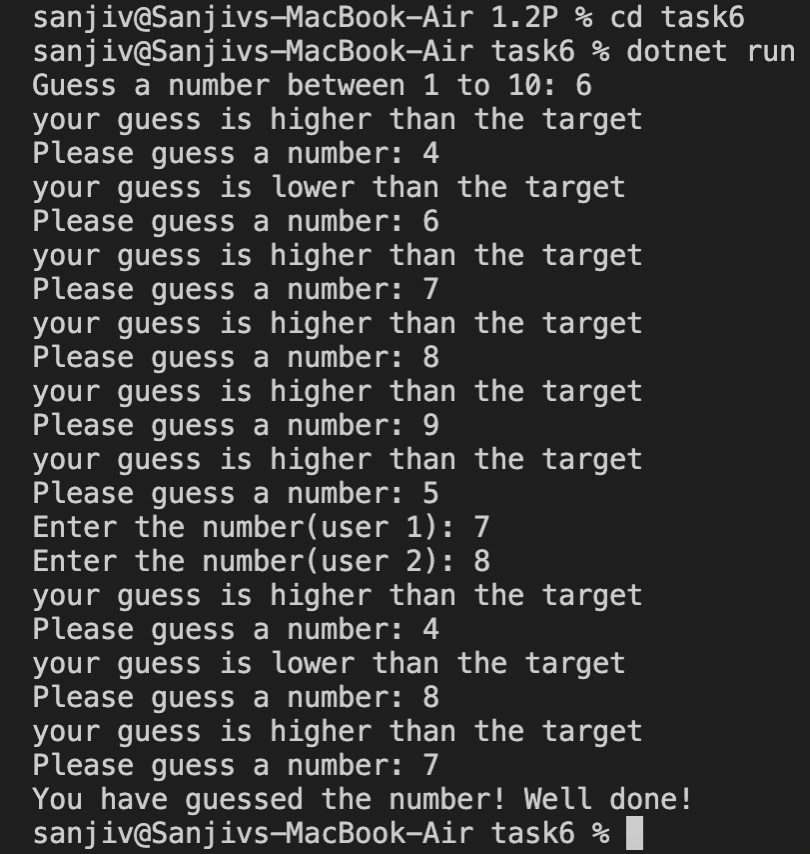 sanjiv@Sanjivs-MacBook-Air 1.2P % cd task6
sanjiv@Sanjivs-MacBook-Air task6 % dotnet run
Guess a number between 1 to 10: 6
your guess is higher than the target
Please guess a number: 4
your guess is lower than the target
Please guess a number: 6
your guess is higher than the target
Please guess a number: 7
your guess is higher than the target
Please guess a number: 8
your guess is higher than the target
Please guess a number: 9
your guess is higher than the target
Please guess a number: 5
Enter the number(user 1): 7
Enter the number(user 2): 8
your guess is higher than the target
Please guess a number: 4
your guess is lower than the target
Please guess a number: 8
your guess is higher than the target
Please guess a number: 7
You have guessed the number! Well done!
sanjiv@Sanjivs-MacBook-Air task6 %